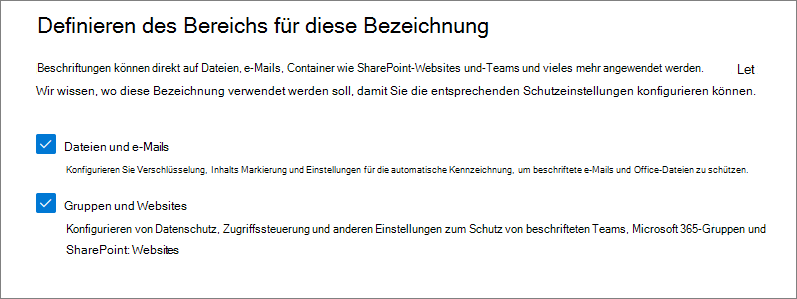 Definieren des Bereichs für diese Bezeichnung
Beschriftungen können direkt auf Dateien, e-Mails, Container wie SharePoint-Websites und-Teams und vieles mehr angewendet werden. Let
Wir wissen, wo diese Bezeichnung verwendet werden soll, damit Sie die entsprechenden Schutzeinstellungen konfigurieren können.
Dateien und e-Mails
Konfigurieren Sie Verschlüsselung, Inhalts Markierung und Einstellungen für die automatische Kennzeichnung, um beschriftete e-Mails und Office-Dateien zu schützen.
Gruppen und Websites
Konfigurieren von Datenschutz, Zugriffssteuerung und anderen Einstellungen zum Schutz von beschrifteten Teams, Microsoft 365-Gruppen und
SharePoint: Websites